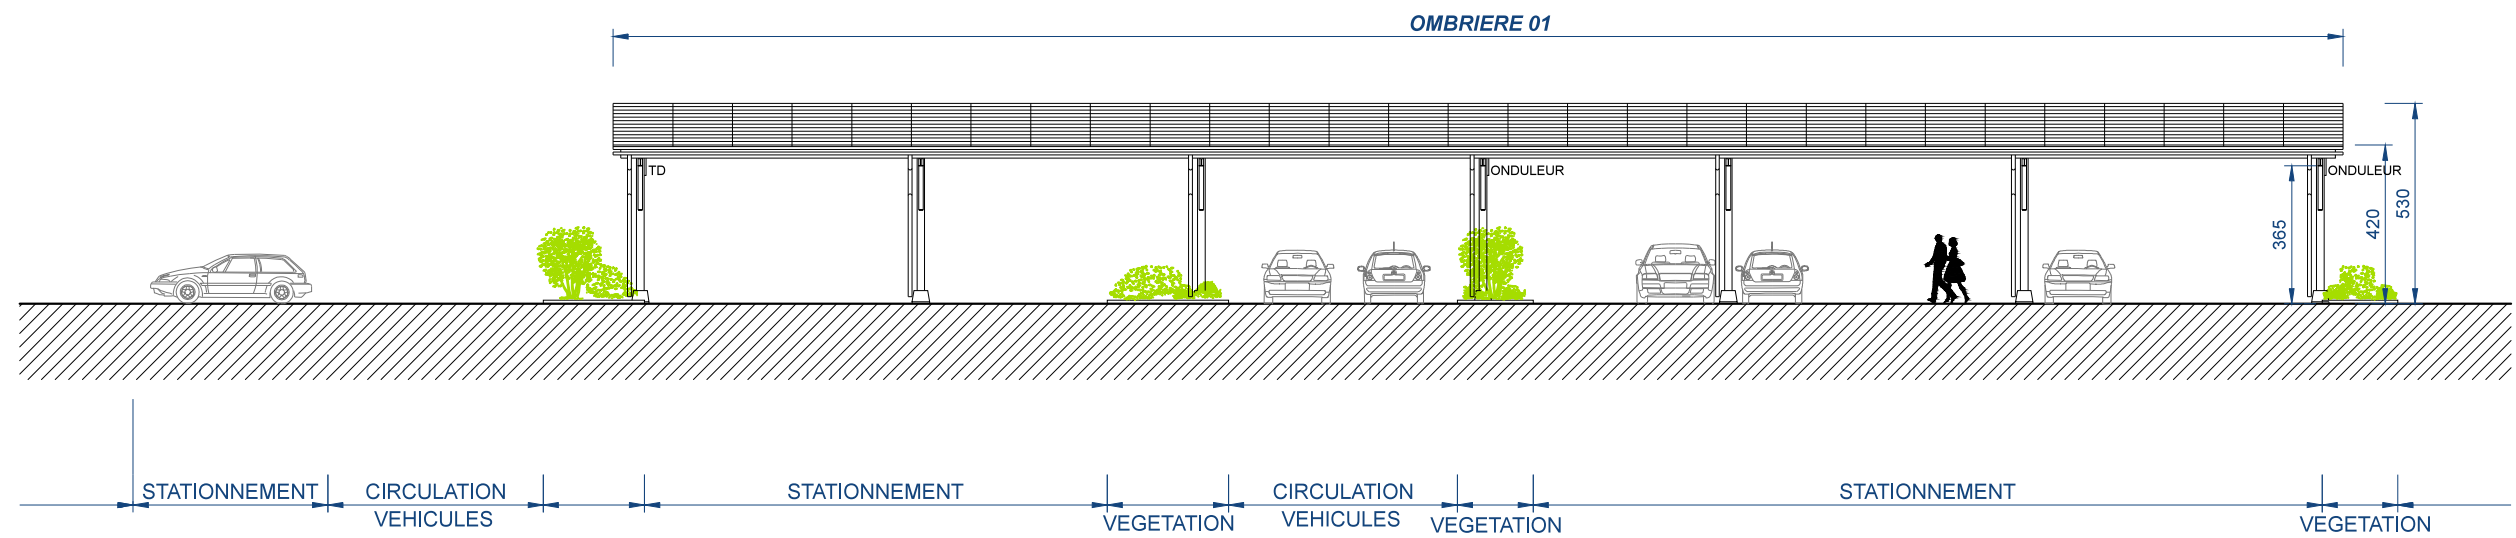 OMBRIERE 01
TD
ONDULEUR
ONDULEUR
365
420
530
STATIONNEMENT
CIRCULATION
VEHICULES
STATIONNEMENT
VEGETATION
CIRCULATION
VEHICULES
VEGETATION
STATIONNEMENT
VEGETATION